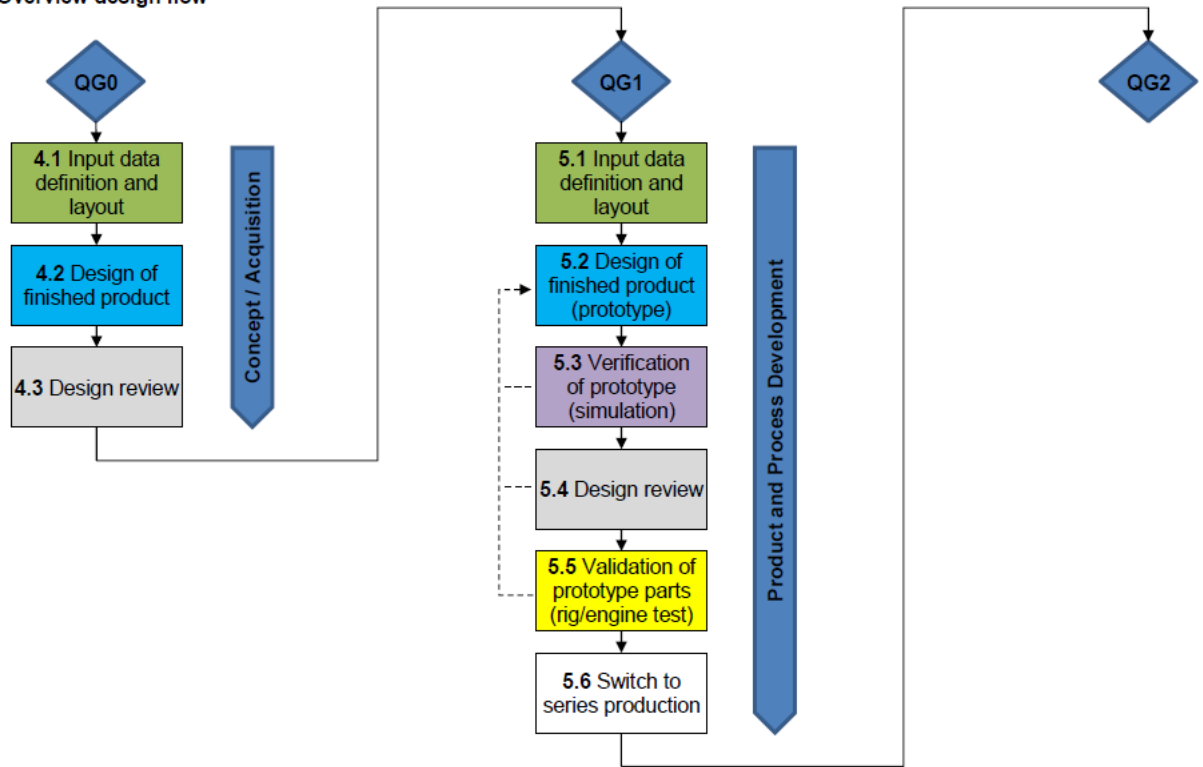 Overview design flow
QG0
4.1 Input data
definition and
layout
4.2 Design of
finished product
4.3 Design review
Concept / Acquisition
QG1
5.1 Input data
definition and
layout
5.2 Design of
finished product
(prototype)
5.3 Verification
of prototype
(simulation)
5.4 Design review
5.5 Validation of
prototype parts
(rig/engine test)
5.6 Switch to
series production
Product and Process Development
QG2